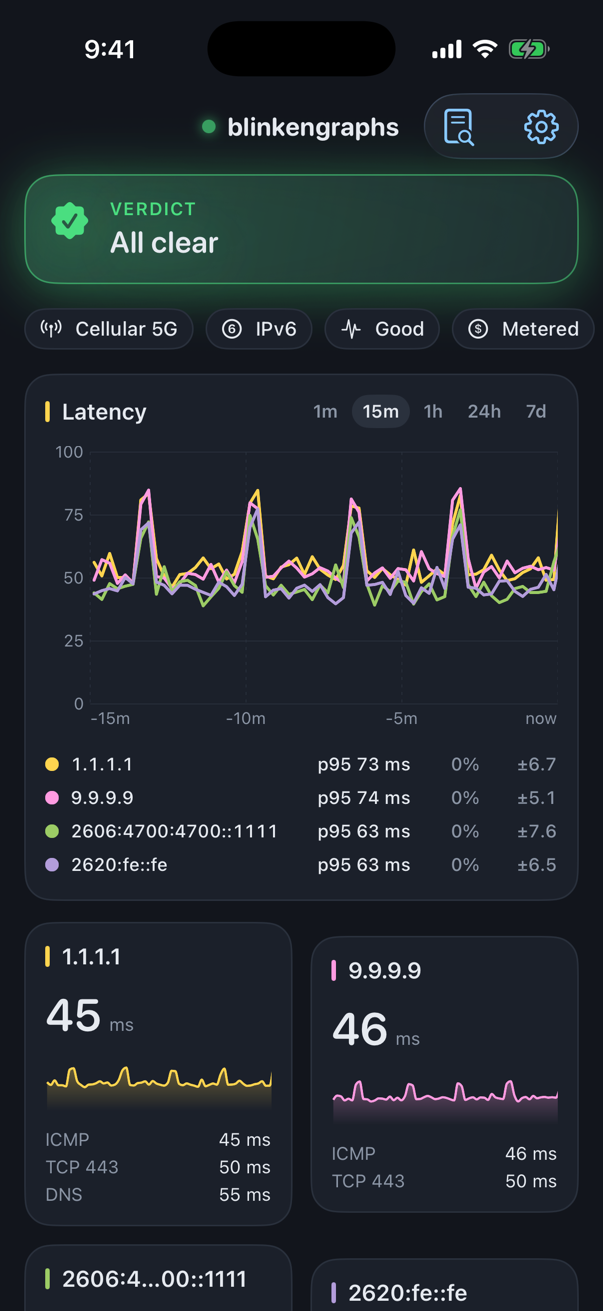 9:41
blinkengraphs
VERDICT
All clear
Cellular 5G
6 IPv6
Good
$ Metered
Latency 1m 15m 1h 24h 7d
100
75
50
25
0
-15m -10m -5m now
1.1.1.1 p95 73 ms 0% ±6.7
9.9.9.9 p95 74 ms 0% ±5.1
2606:4700:4700::1111 p95 63 ms 0% ±7.6
2620:fe::fe p95 63 ms 0% ±6.5
1.1.1.1
45 ms
ICMP 45 ms
TCP 443 50 ms
DNS 55 ms
9.9.9.9
46 ms
ICMP 46 ms
TCP 443 50 ms
2606:4...00::1111
2620:fe::fe